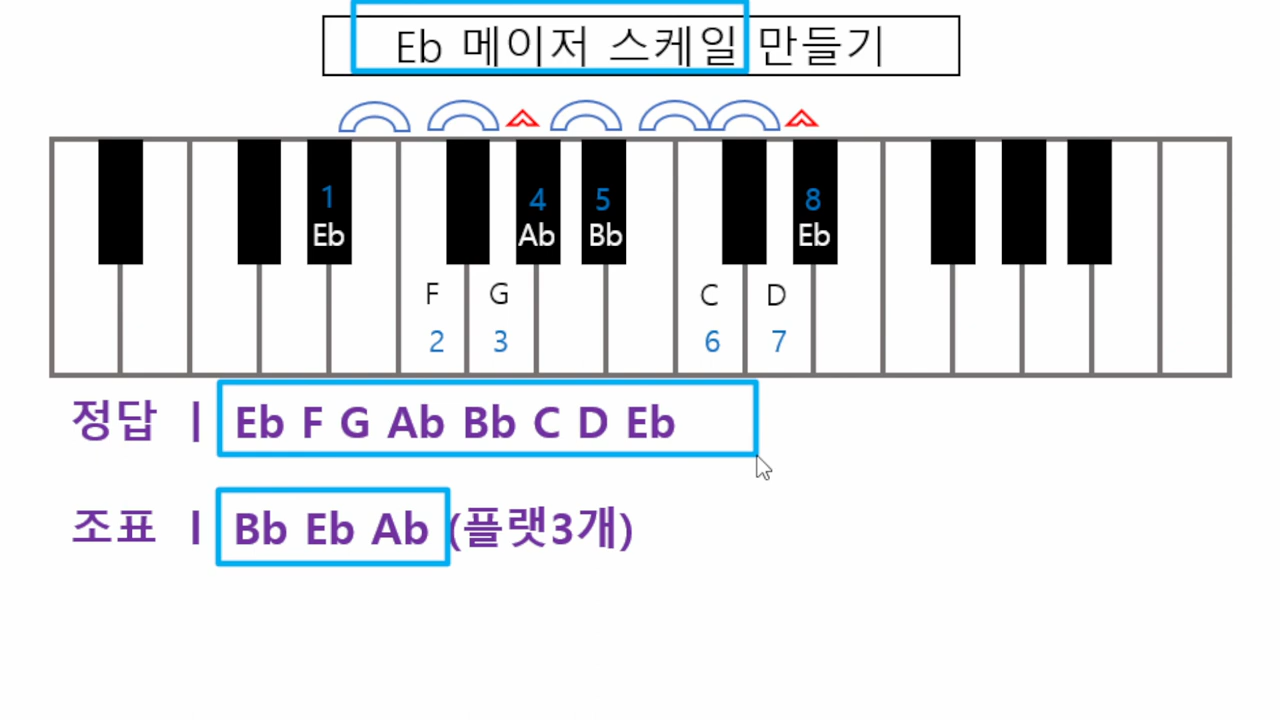 Eb 메이저 스케일 만들기
1 4 5 8
Eb Ab Bb Eb
F G C D
2 3 6 7
정답 | Eb F G Ab Bb C D Eb
조표 | Bb Eb Ab (플랫3개)